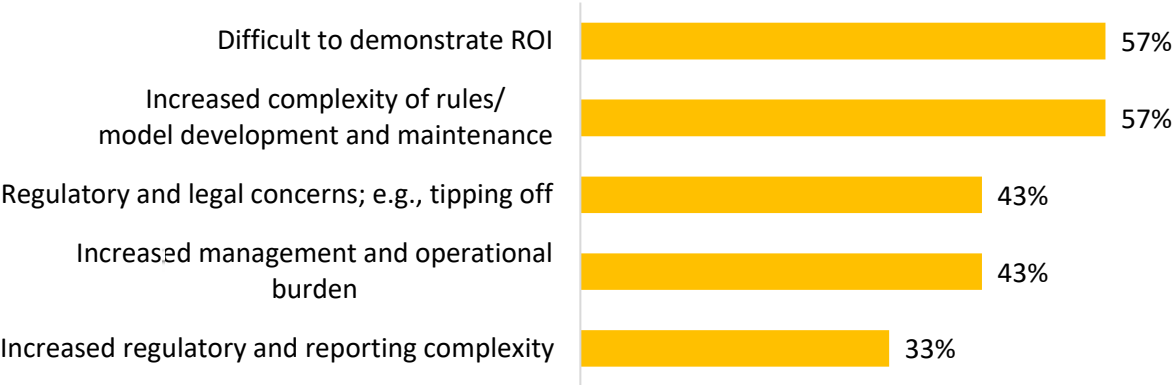 Difficult to demonstrate ROI
57%
Increased complexity of rules/
model development and maintenance
57%
Regulatory and legal concerns; e.g., tipping off
43%
Increased management and operational
burden
43%
Increased regulatory and reporting complexity
33%